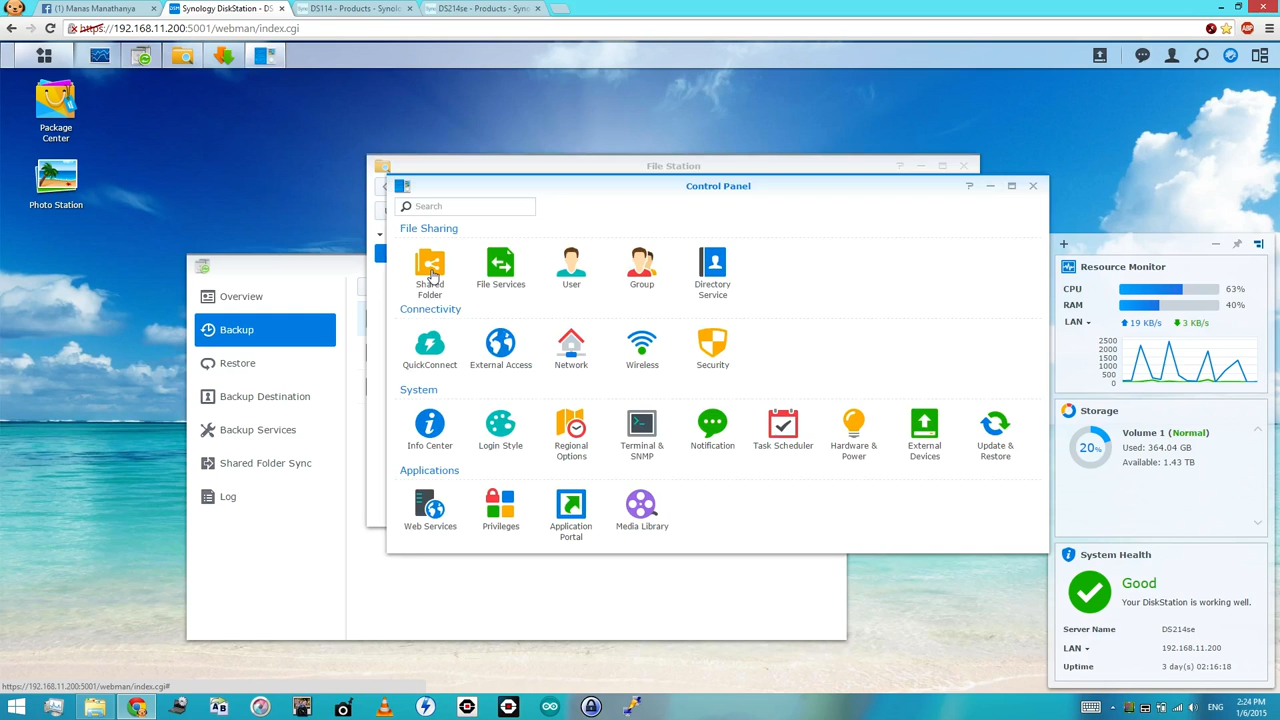 (1) Manas Manathanya
Synology DiskStation - DS
DS114 - Products - Synolo
DS214se - Products - Syno
https://192.168.11.200:5001/webman/index.cgi
ABP
Package
Center
Photo Station
File Station
Control Panel
Search
File Sharing
Shared
Folder
File Services
User
Group
Directory
Service
Connectivity
QuickConnect
External Access
Network
Wireless
Security
System
Info Center
Login Style
Regional
Options
Terminal &
SNMP
Notification
Task Scheduler
Hardware &
Power
External
Devices
Update &
Restore
Applications
Web Services
Privileges
Application
Portal
Media Library
Overview
Backup
Restore
Backup Destination
Backup Services
Shared Folder Sync
Log
Resource Monitor
CPU 63%
RAM 40%
LAN 19 KB/s 3 KB/s
2500
2000
1500
1000
500
0
Storage
20%
Volume 1 (Normal)
Used: 364.04 GB
Available: 1.43 TB
System Health
Good
Your DiskStation is working well.
Server Name DS214se
LAN 192.168.11.200
Uptime 3 day(s) 02:16:18
https://192.168.11.200:5001/webman/index.cgi#
ENG
2:24 PM
1/6/2015